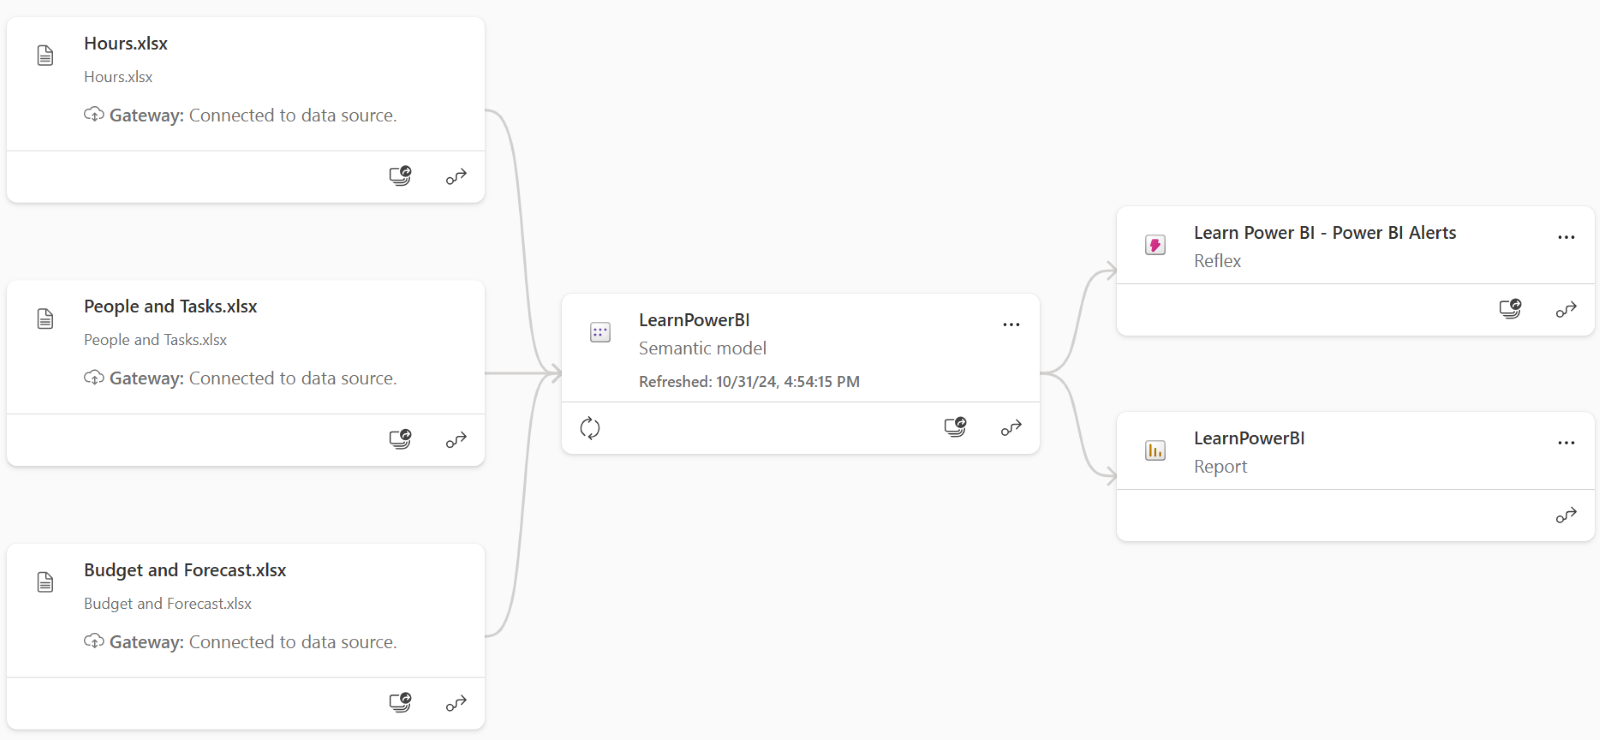 Hours.xlsx
Hours.xlsx
Gateway: Connected to data source.
People and Tasks.xlsx
People and Tasks.xlsx
Gateway: Connected to data source.
Budget and Forecast.xlsx
Budget and Forecast.xlsx
Gateway: Connected to data source.
LearnPowerBI
Semantic model
Refreshed: 10/31/24, 4:54:15 PM
Learn Power BI - Power BI Alerts
Reflex
LearnPowerBI
Report